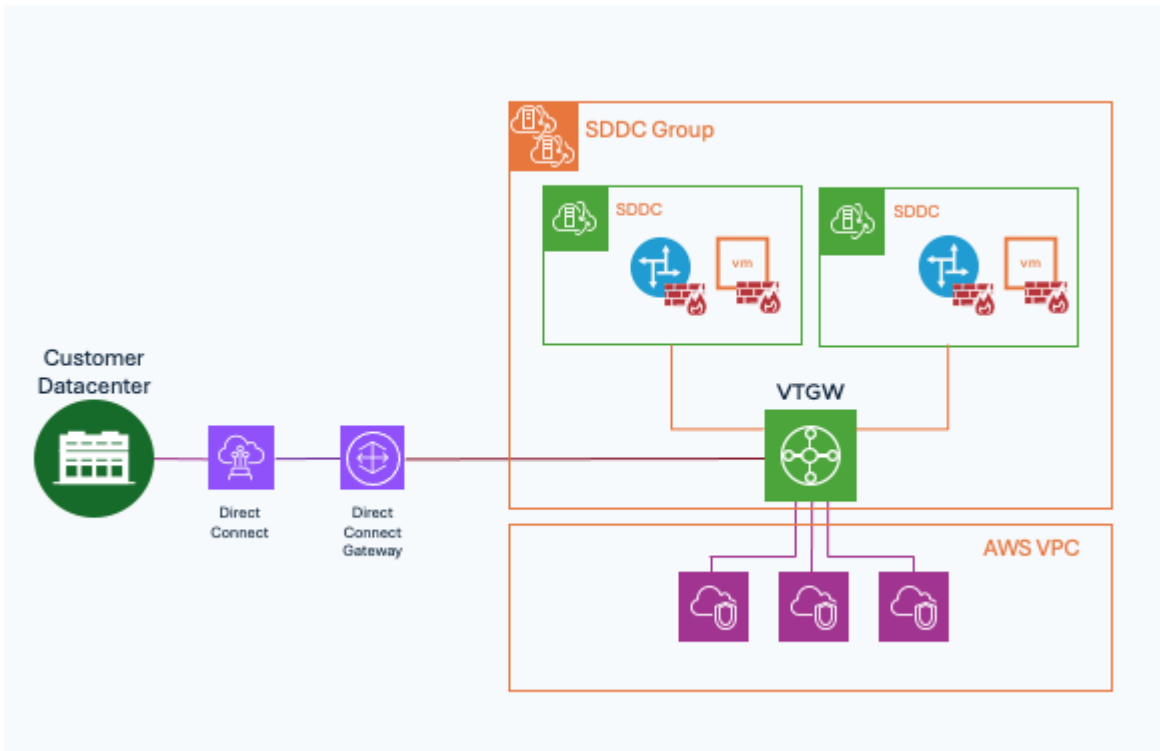 SDDC Group
SDDC
SDDC
vm
vm
Customer
Datacenter
VTGW
Direct
Connect
Direct
Connect
Gateway
AWS VPC